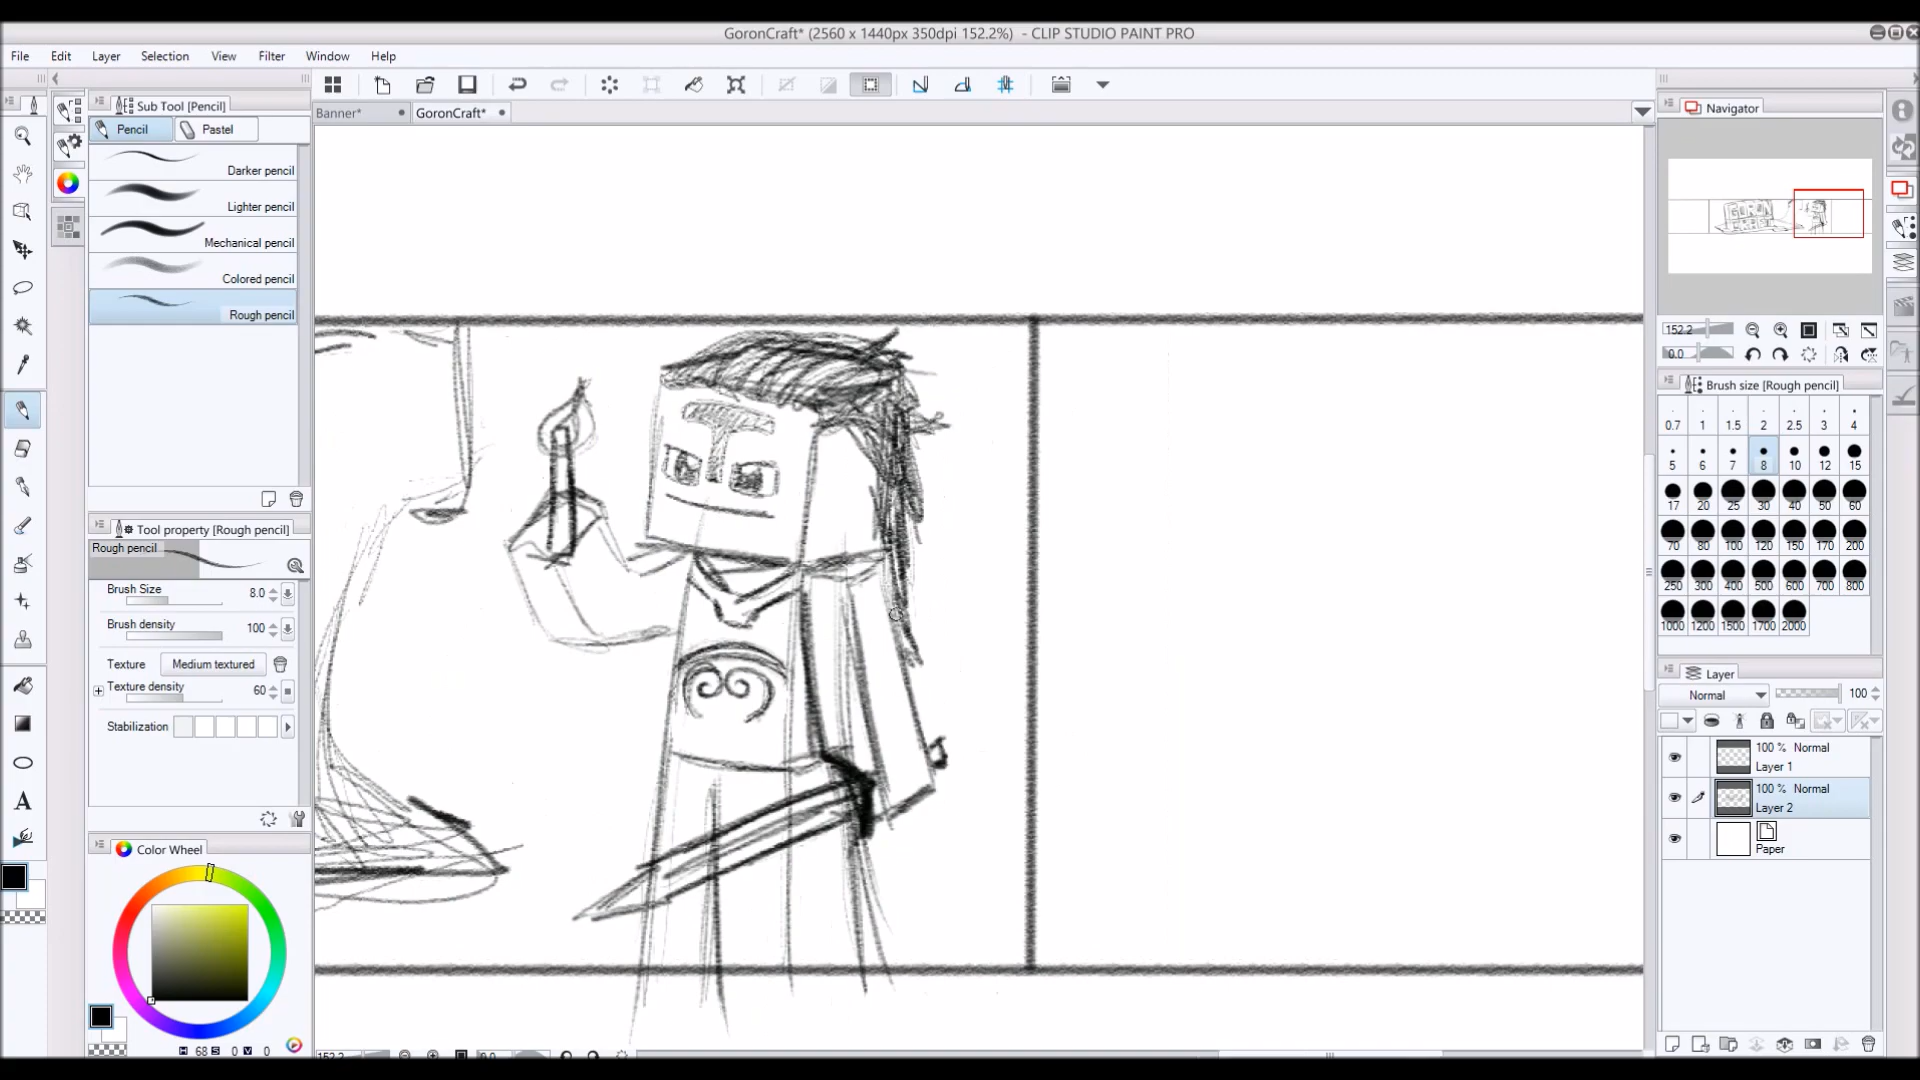 GoronCraft* (2560 x 1440px 350dpi 152.2%) - CLIP STUDIO PAINT PRO
File Edit Layer Selection View Filter Window Help
Sub Tool [Pencil]
Pencil Pastel
Darker pencil
Lighter pencil
Mechanical pencil
Colored pencil
Rough pencil
Tool property [Rough pencil]
Rough pencil
Brush Size 8.0
Brush density 100
Texture Medium textured
Texture density 60
Stabilization
Color Wheel
H 68 S 0 V 0
A
Banner* GoronCraft*
152.2 0.0
Navigator
152.2
0.0
Brush size [Rough pencil]
0.7 1 1.5 2 2.5 3 4
5 6 7 8 10 12 15
17 20 25 30 40 50 60
70 80 100 120 150 170 200
250 300 400 500 600 700 800
1000 1200 1500 1700 2000
Layer
Normal 100
100 % Normal
Layer 1
100 % Normal
Layer 2
Paper